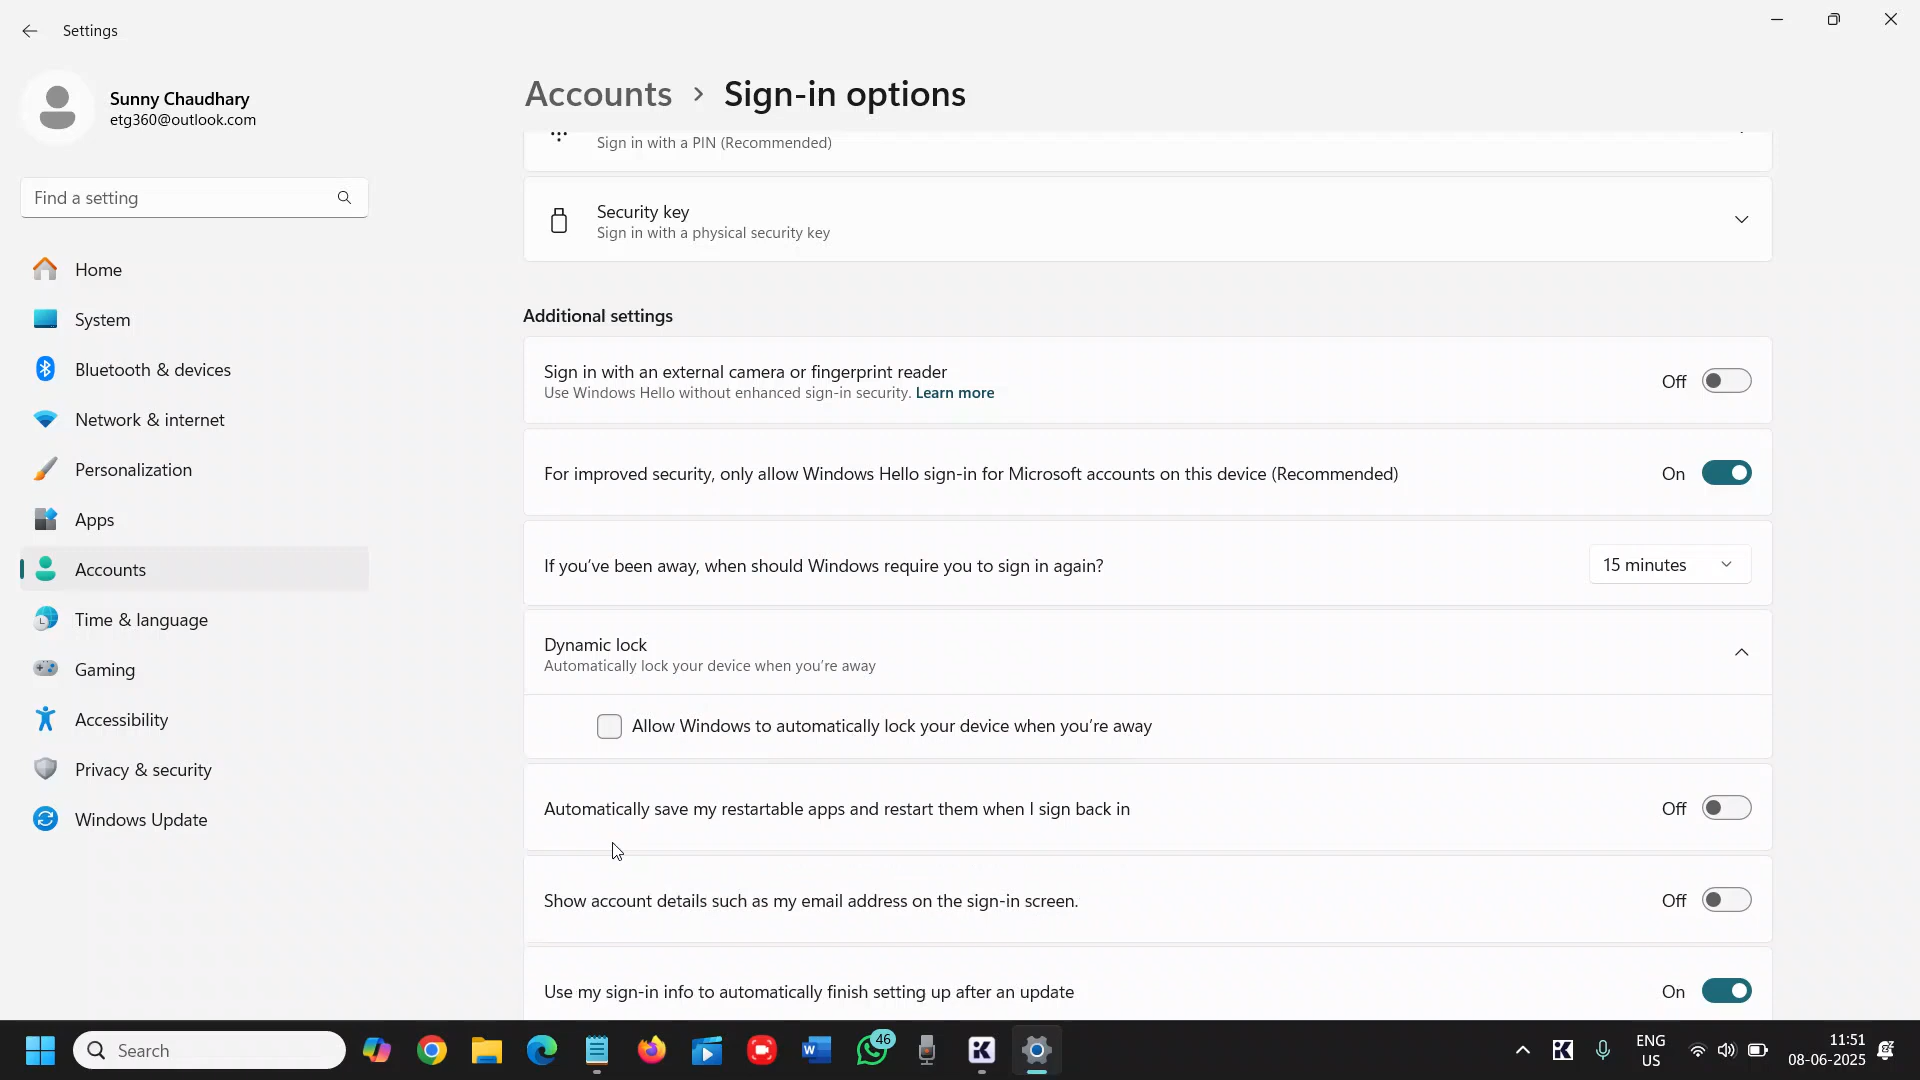 Settings
Sunny Chaudhary
etg360@outlook.com
Find a setting
Home
System
Bluetooth & devices
Network & internet
Personalization
Apps
Accounts
Time & language
Gaming
Accessibility
Privacy & security
Windows Update
Accounts > Sign-in options
Sign in with a PIN (Recommended)
Security key
Sign in with a physical security key
Additional settings
Sign in with an external camera or fingerprint reader
Use Windows Hello without enhanced sign-in security. Learn more
Off
For improved security, only allow Windows Hello sign-in for Microsoft accounts on this device (Recommended)
On
If you've been away, when should Windows require you to sign in again?
15 minutes
Dynamic lock
Automatically lock your device when you're away
Allow Windows to automatically lock your device when you're away
Automatically save my restartable apps and restart them when I sign back in
Off
Show account details such as my email address on the sign-in screen.
Off
Use my sign-in info to automatically finish setting up after an update
On
Search
46
ENG
US
11:51
08-06-2025